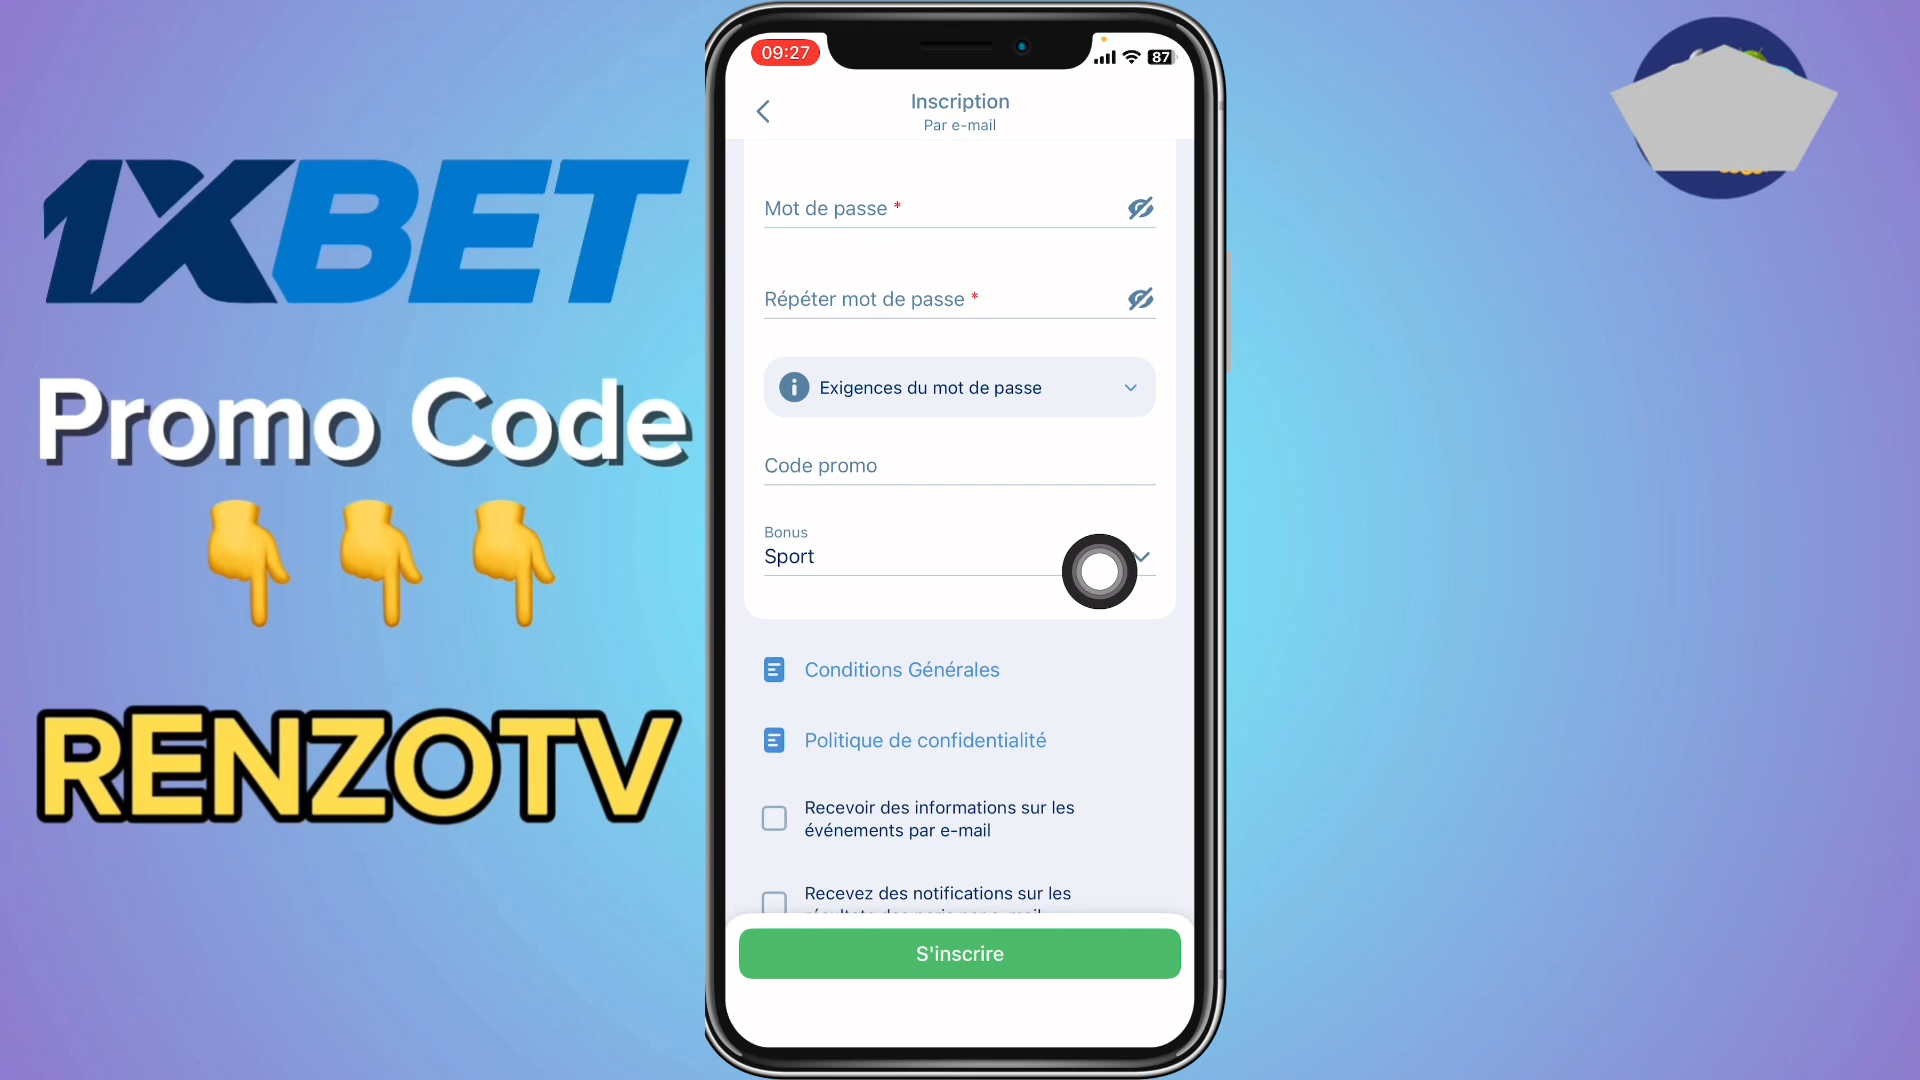 1XBET
Promo Code
RENZOTV
09:27
87
Inscription
Par e-mail
Mot de passe *
Répéter mot de passe *
Exigences du mot de passe
Code promo
Bonus
Sport
Conditions Générales
Politique de confidentialité
Recevoir des informations sur les
événements par e-mail
Recevez des notifications sur les
S'inscrire